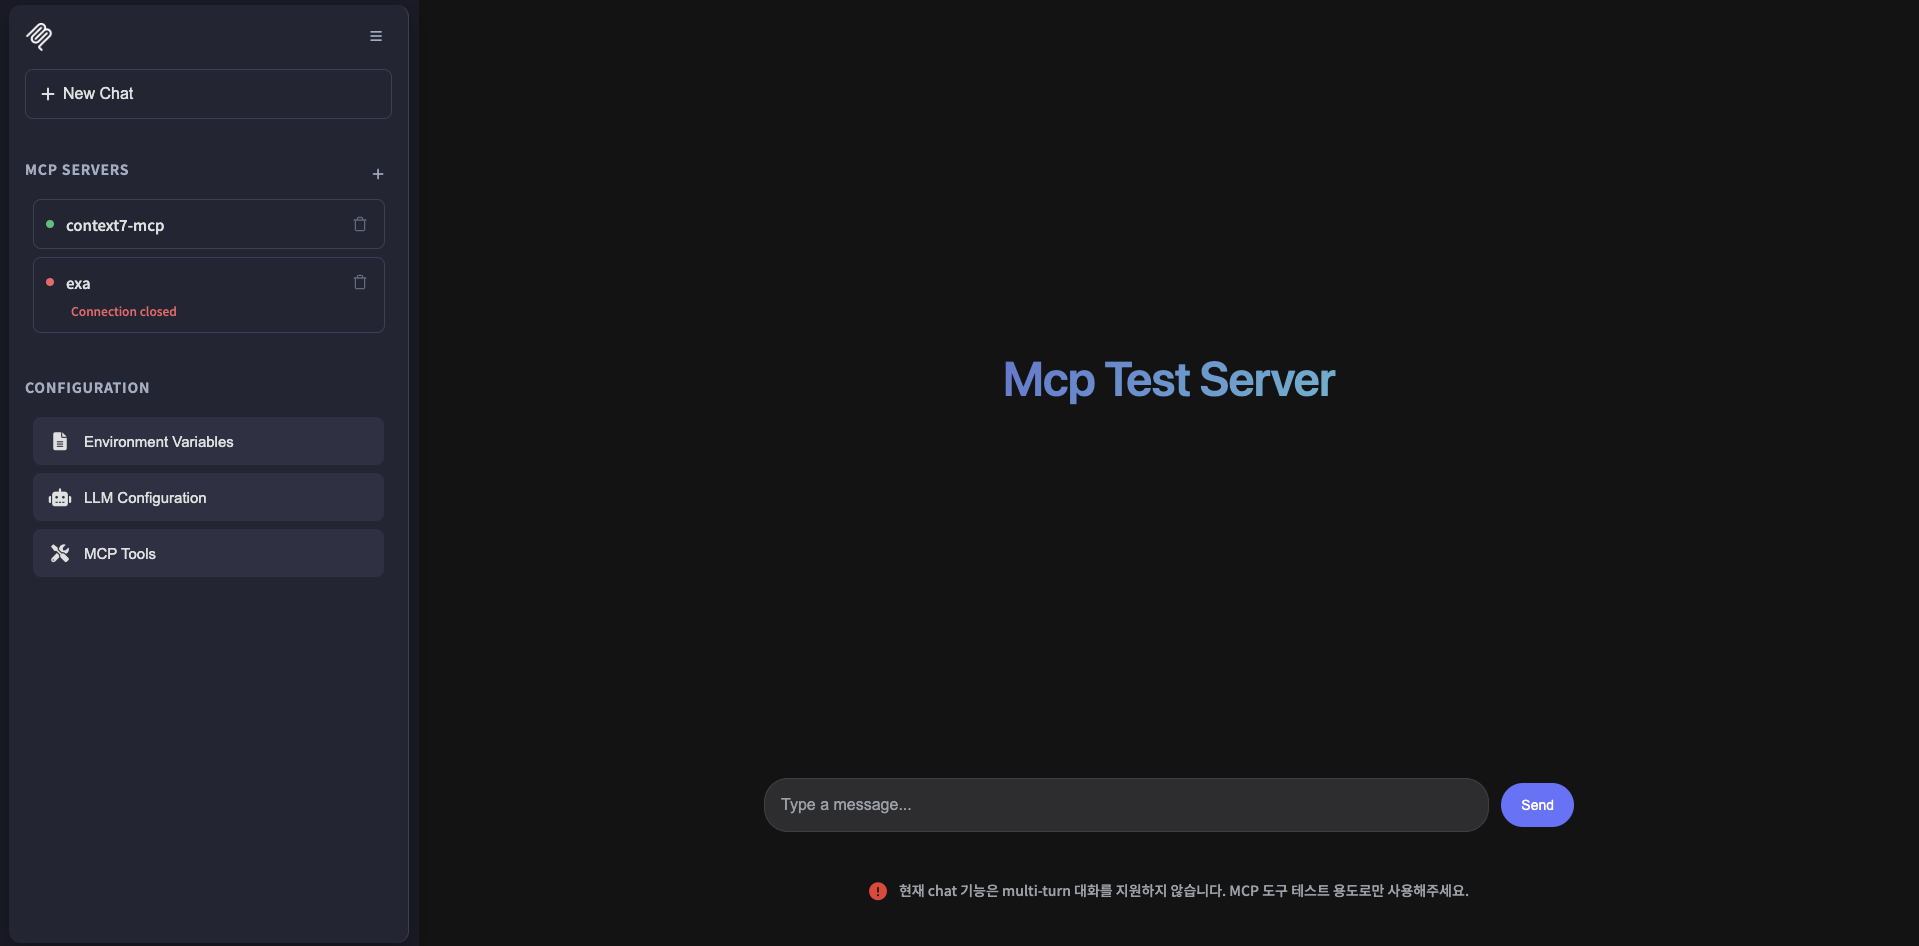 New Chat
MCP SERVERS
context7-mcp
exa
Connection closed
CONFIGURATION
Environment Variables
LLM Configuration
MCP Tools
Mcp Test Server
Type a message...
Send
현재 chat 기능은 multi-turn 대화를 지원하지 않습니다. MCP 도구 테스트 용도로만 사용해주세요.